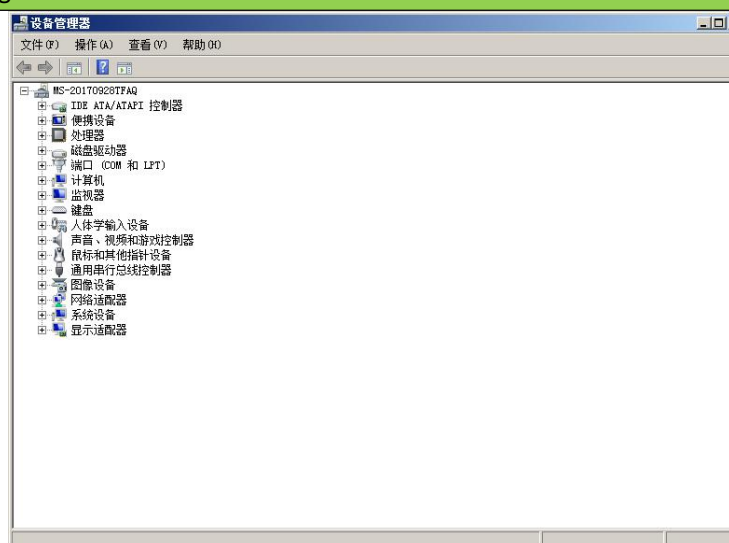 设备管理器
文件(F) 操作(A) 查看(V) 帮助(H)
MS-20170928TFAQ
IDE ATA/ATAPI 控制器
便携设备
处理器
磁盘驱动器
端口 (COM 和 LPT)
计算机
监视器
键盘
人体学输入设备
声音、视频和游戏控制器
鼠标和其他指针设备
通用串行总线控制器
图像设备
网络适配器
系统设备
显示适配器